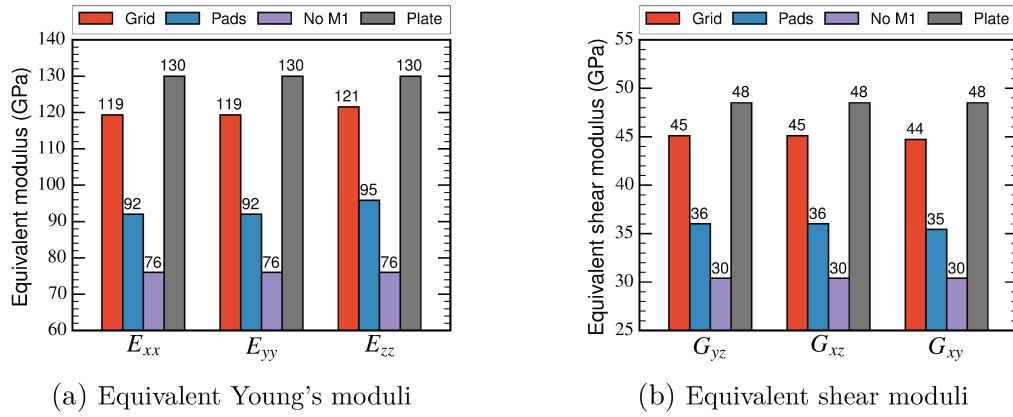 Grid Pads No M1 Plate
140
130
120
110
100
90
80
70
60
Equivalent modulus (GPa)
119 92 76 130
119 92 76 130
121 95 76 130
Exx Eyy Ezz
(a) Equivalent Young's moduli
Grid Pads No M1 Plate
55
50
45
40
35
30
25
Equivalent shear modulus (GPa)
45 36 30 48
45 36 30 48
44 35 30 48
Gyz Gxz Gxy
(b) Equivalent shear moduli